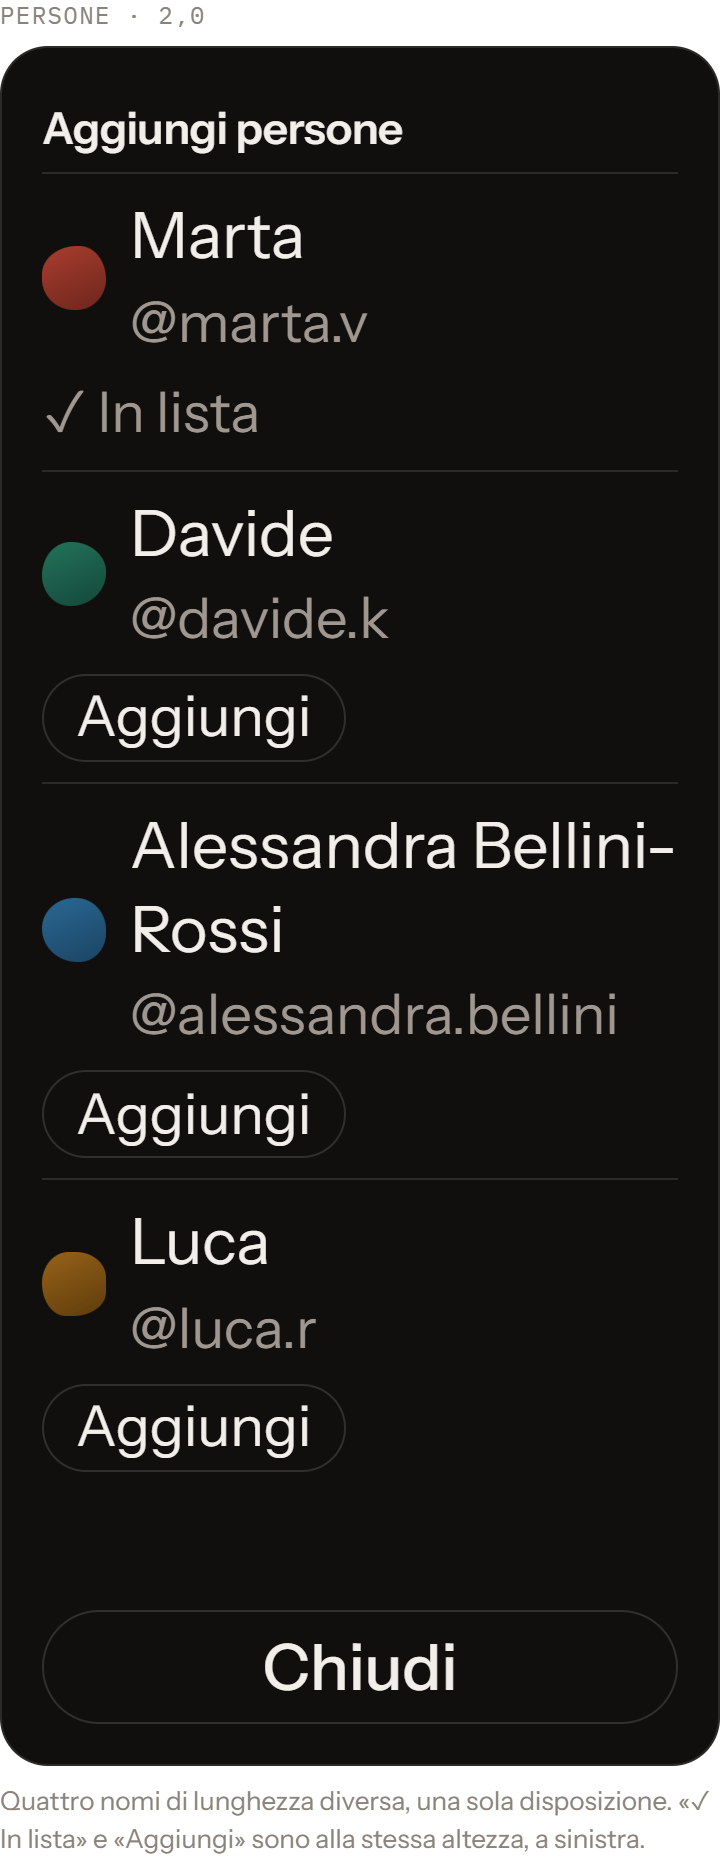 PERSONE · 2,0
Aggiungi persone
Marta
@marta.v
✓ In lista
Davide
@davide.k
Aggiungi
Alessandra Bellini-
Rossi
@alessandra.bellini
Aggiungi
Luca
@luca.r
Aggiungi
Chiudi
Quattro nomi di lunghezza diversa, una sola disposizione. «✓
In lista» e «Aggiungi» sono alla stessa altezza, a sinistra.